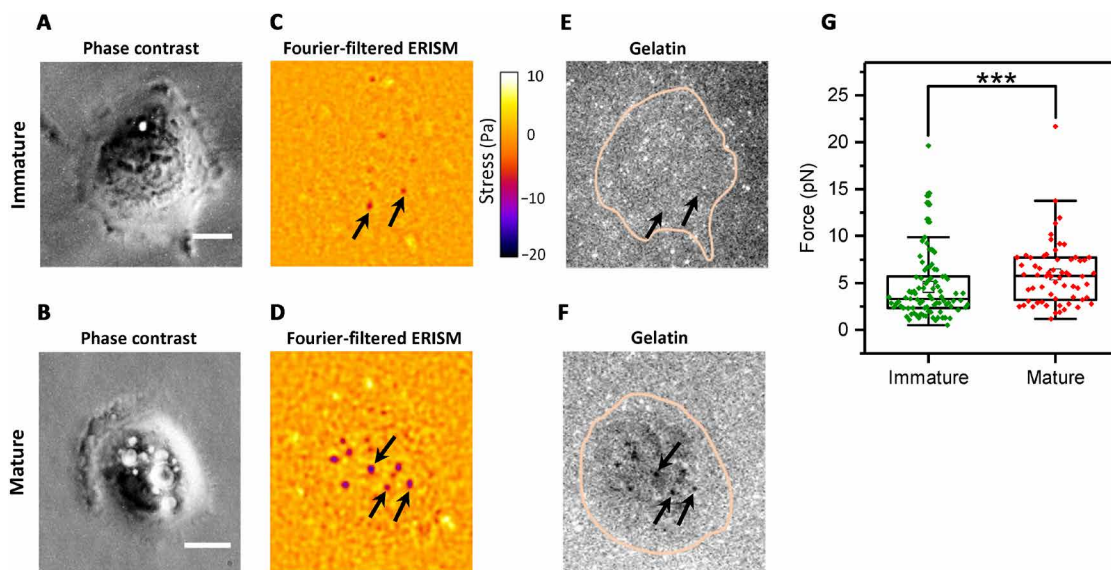 A
Phase contrast
Immature
C
Fourier-filtered ERISM
10
0
−10
−20
Stress (Pa)
E
Gelatin
B
Phase contrast
Mature
D
Fourier-filtered ERISM
F
Gelatin
G
***
25
20
15
10
5
0
Force (pN)
Immature
Mature